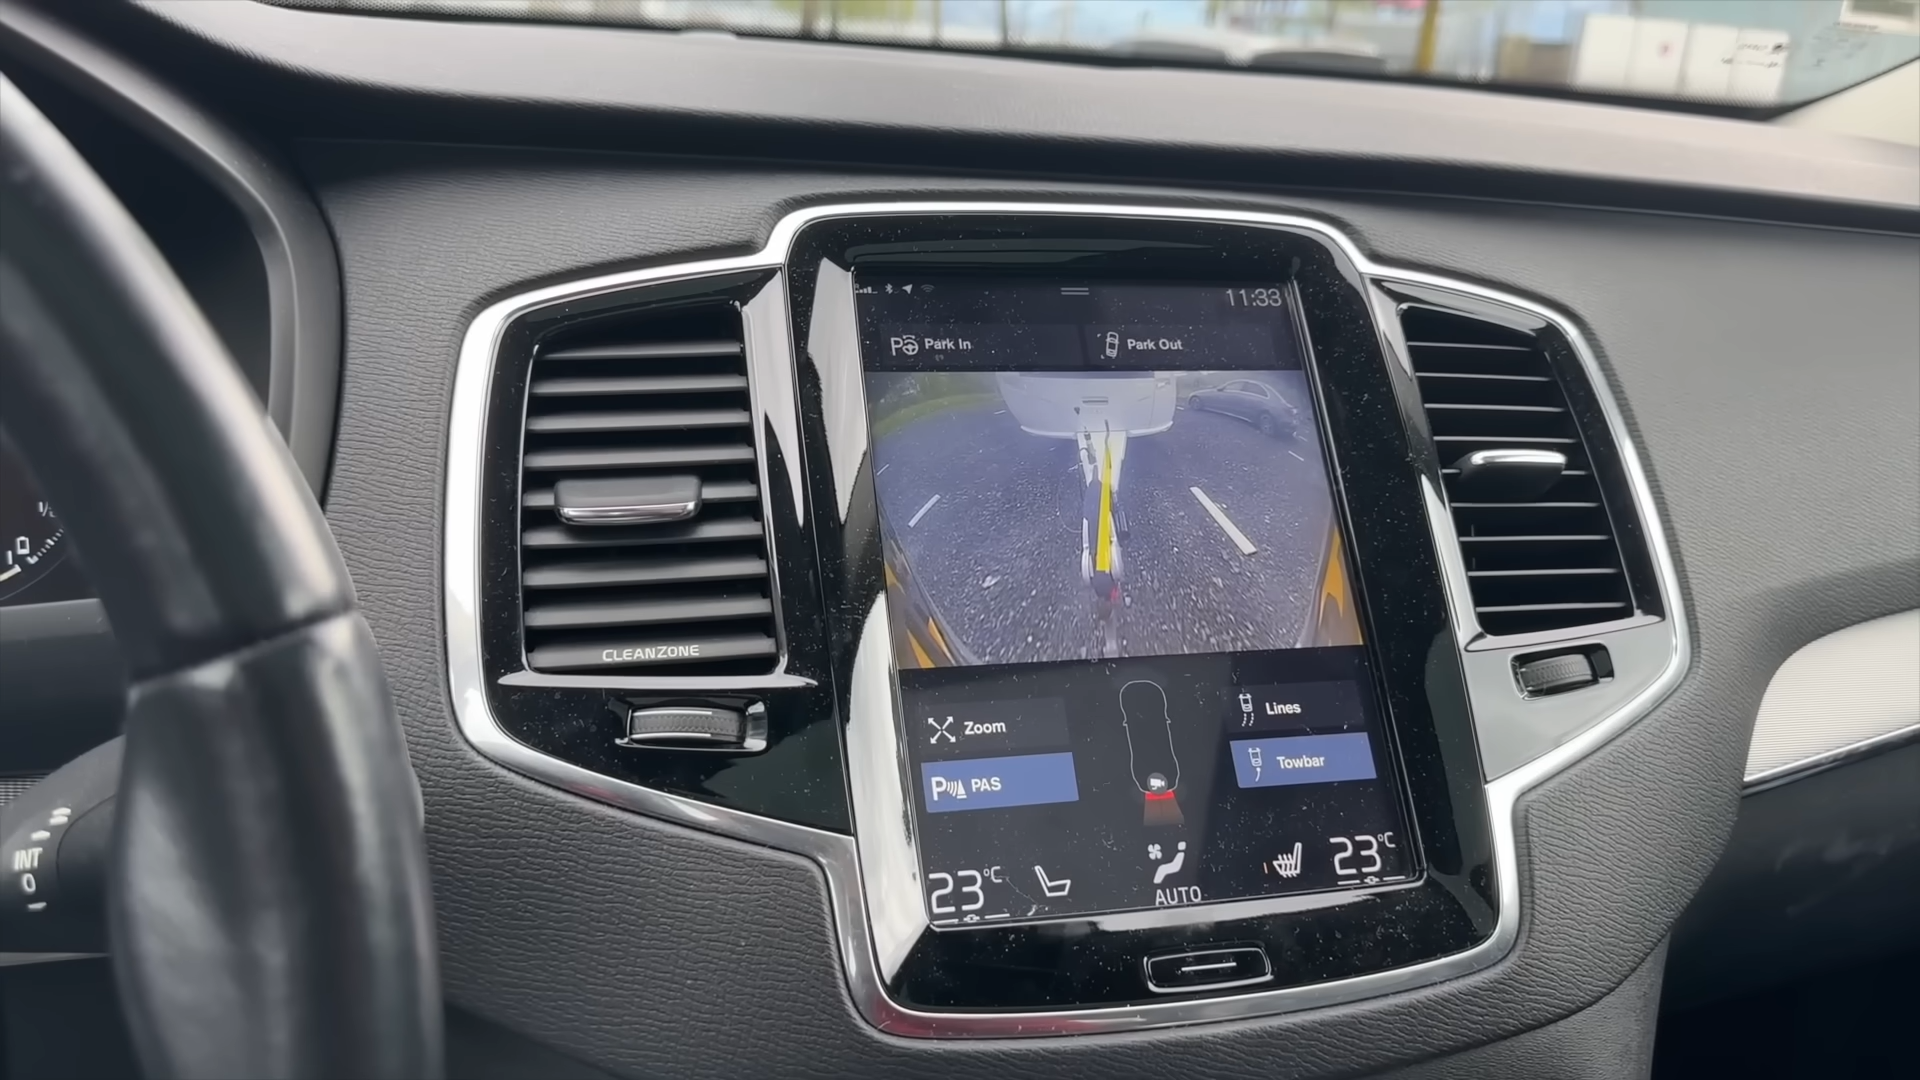 11:33
Park In
Park Out
CLEANZONE
Zoom
Lines
PAS
Towbar
INT
O
23°C
AUTO
23°C